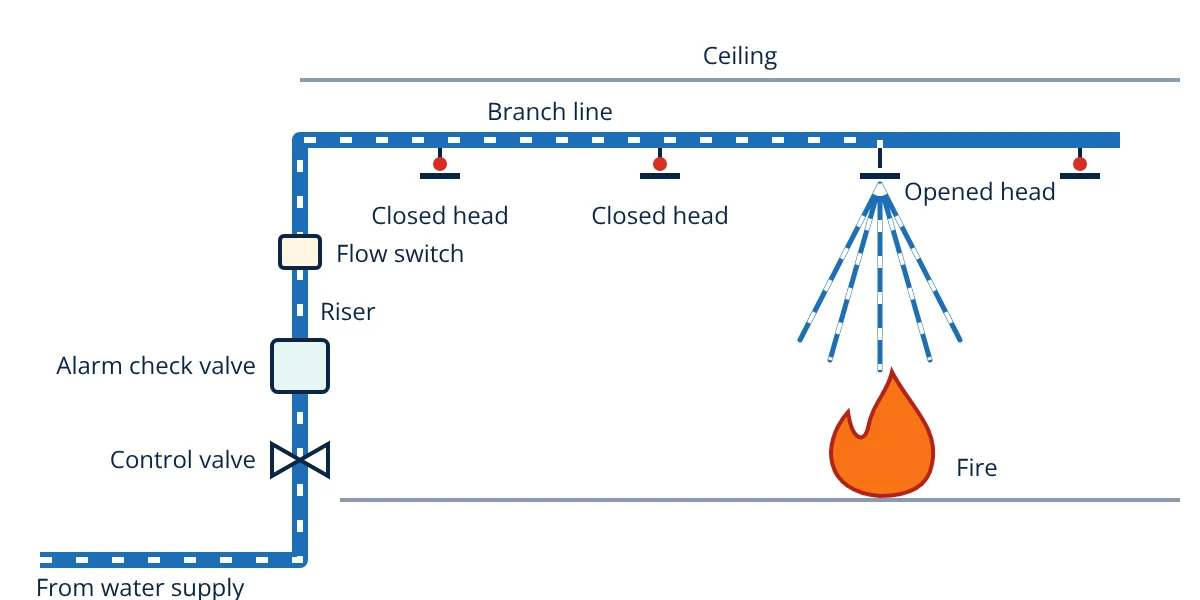 Ceiling
Branch line
Closed head
Closed head
Opened head
Flow switch
Riser
Alarm check valve
Control valve
Fire
From water supply